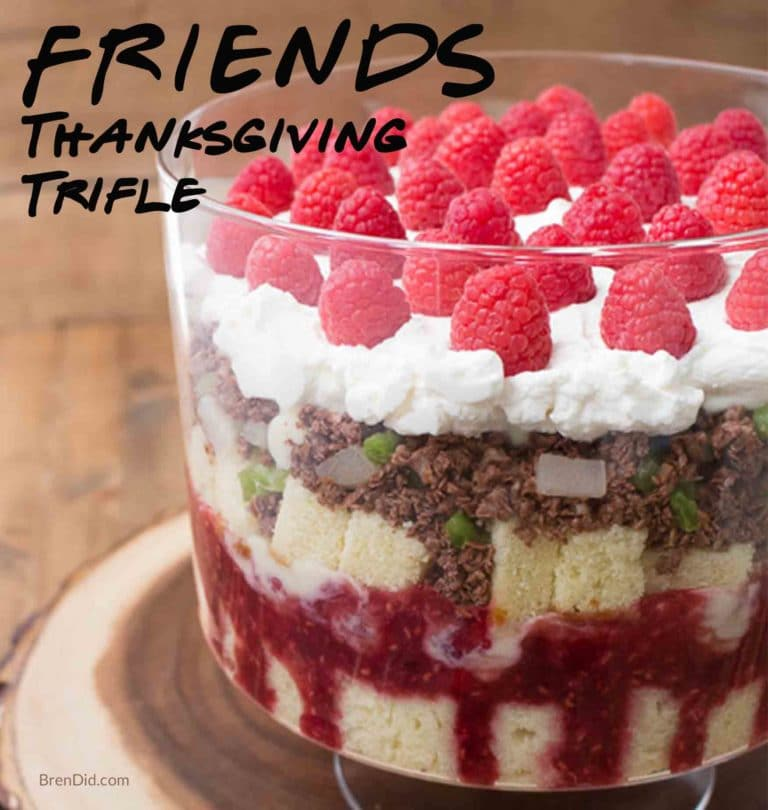 FRIENDS
THANKSGIVING
TRIFLE
BrenDid.com